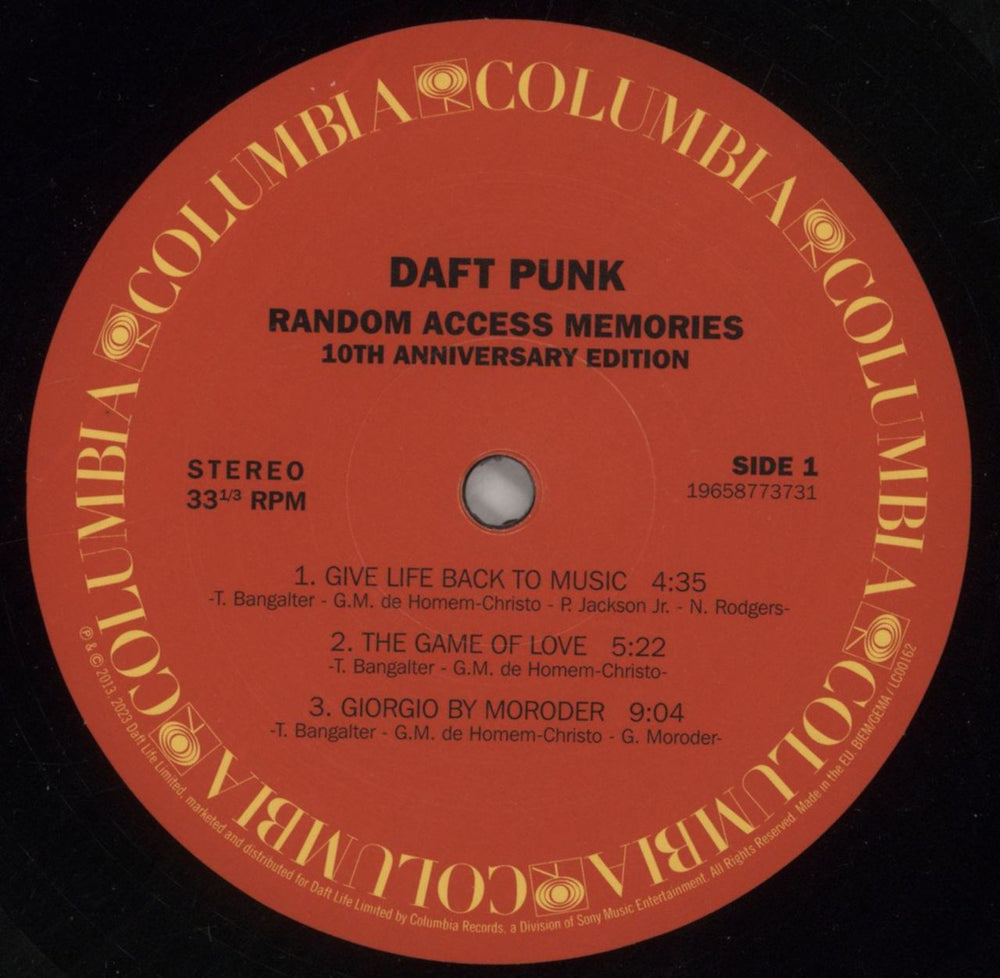 COLUMBIA COLUMBIA COLUMBIA COLUMBIA COLUMBIA COLUMBIA COLUMBIA
DAFT PUNK
RANDOM ACCESS MEMORIES
10TH ANNIVERSARY EDITION
STEREO
33 1/3 RPM
SIDE 1
19658773731
1. GIVE LIFE BACK TO MUSIC 4:35
-T. Bangalter - G.M. de Homem-Christo - P. Jackson Jr. - N. Rodgers-
2. THE GAME OF LOVE 5:22
-T. Bangalter - G.M. de Homem-Christo-
3. GIORGIO BY MORODER 9:04
-T. Bangalter - G.M. de Homem-Christo - G. Moroder-
℗ & © 2013, 2023 Daft Life Limited, marketed and distributed for Daft Life Limited by Columbia Records, a Division of Sony Music Entertainment. All Rights Reserved. Made in the EU. BIEM/GEMA / LC00162